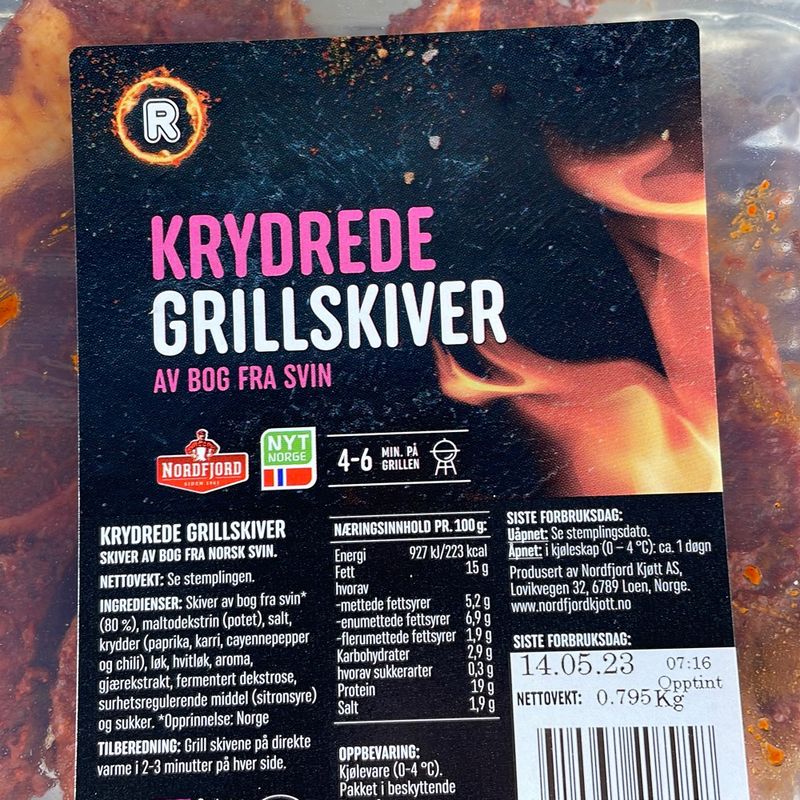 R
KRYDREDE
GRILLSKIVER
AV BOG FRA SVIN
NORDFJORD
NYT
NORGE
4-6 MIN. PÅ
GRILLEN
KRYDREDE GRILLSKIVER
SKIVER AV BOG FRA NORSK SVIN.
NETTOVEKT: Se stemplingen.
INGREDIENSER: Skiver av bog fra svin*
(80 %), maltodekstrin (potet), salt,
krydder (paprika, karri, cayennepepper
og chili), løk, hvitløk, aroma,
gjærekstrakt, fermentert dekstrose,
surhetsregulerende middel (sitronsyre)
og sukker. *Opprinnelse: Norge
TILBEREDNING: Grill skivene på direkte
varme i 2-3 minutter på hver side.
NÆRINGSINNHOLD PR. 100 g:
Energi 927 kJ/223 kcal
Fett 15 g
hvorav
-mettede fettsyrer 5,2 g
-enumettede fettsyrer 6,9 g
-flerumettede fettsyrer 1,9 g
Karbohydrater 2,9 g
hvorav sukkerarter 0,3 g
Protein 19 g
Salt 1,9 g
OPPBEVARING:
Kjølevare (0-4 °C).
Pakket i beskyttende
SISTE FORBRUKSDAG:
Uåpnet: Se stemplingsdato.
Åpnet: i kjøleskap (0 – 4 °C): ca. 1 døgn
Produsert av Nordfjord Kjøtt AS,
Lovikvegen 32, 6789 Loen, Norge.
www.nordfjordkjott.no
SISTE FORBRUKSDAG:
14.05.23 07:16
Opptint
NETTOVEKT: 0.795 Kg